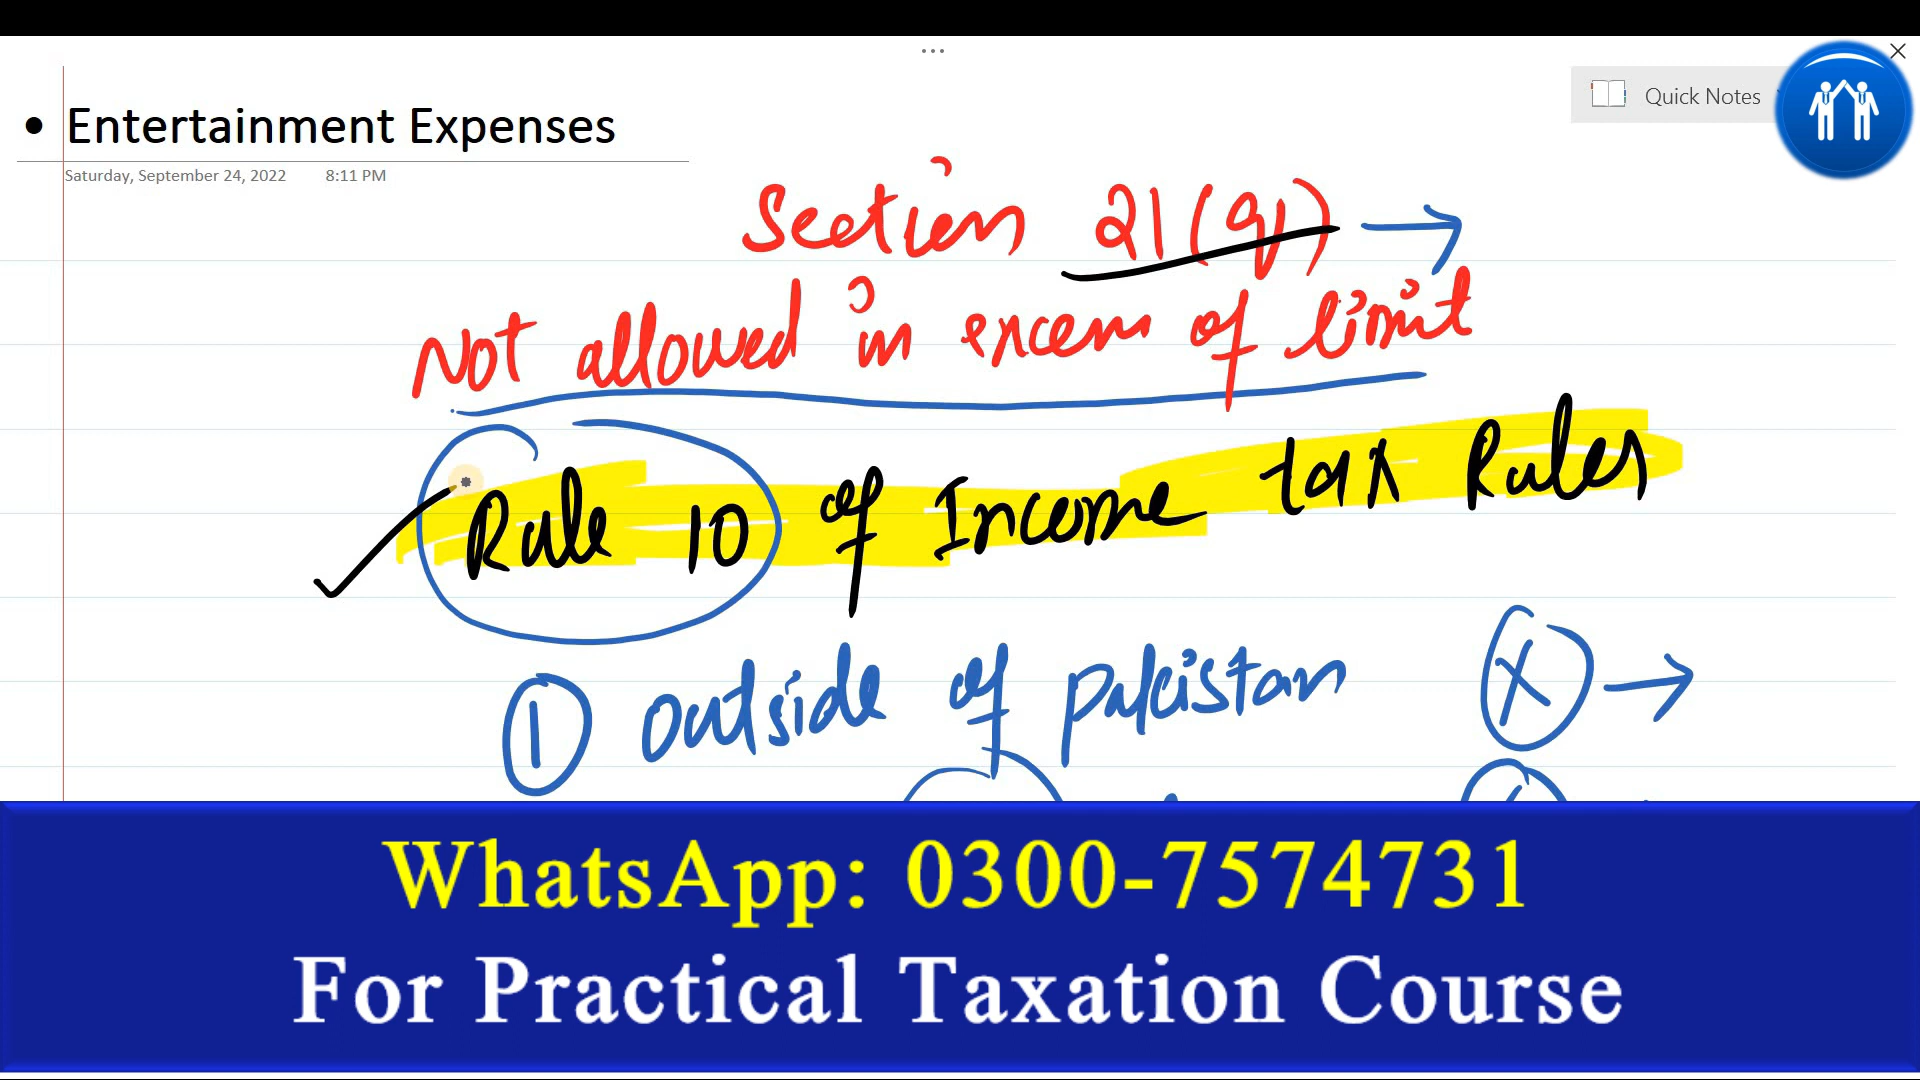 Quick Notes
• Entertainment Expenses
Saturday, September 24, 2022 8:11 PM
Section 21(q) →
Not allowed in excess of limit
Rule 10 of Income tax Rules
① outside of pakistan Ⓧ →
WhatsApp: 0300-7574731
For Practical Taxation Course